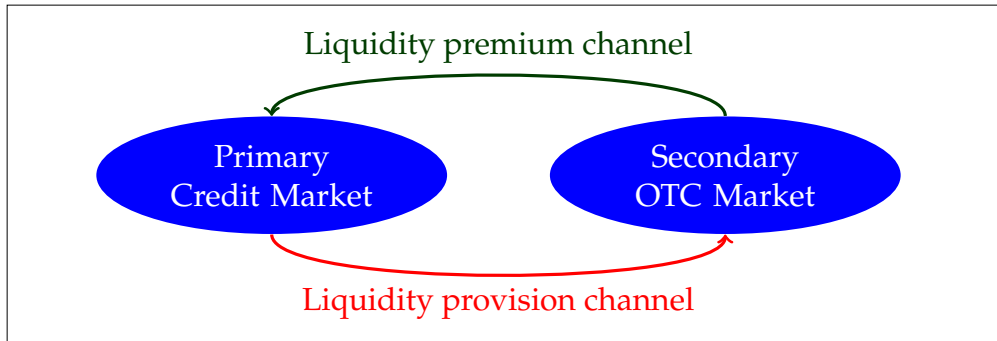 Liquidity premium channel
Primary
Credit Market
Secondary
OTC Market
Liquidity provision channel